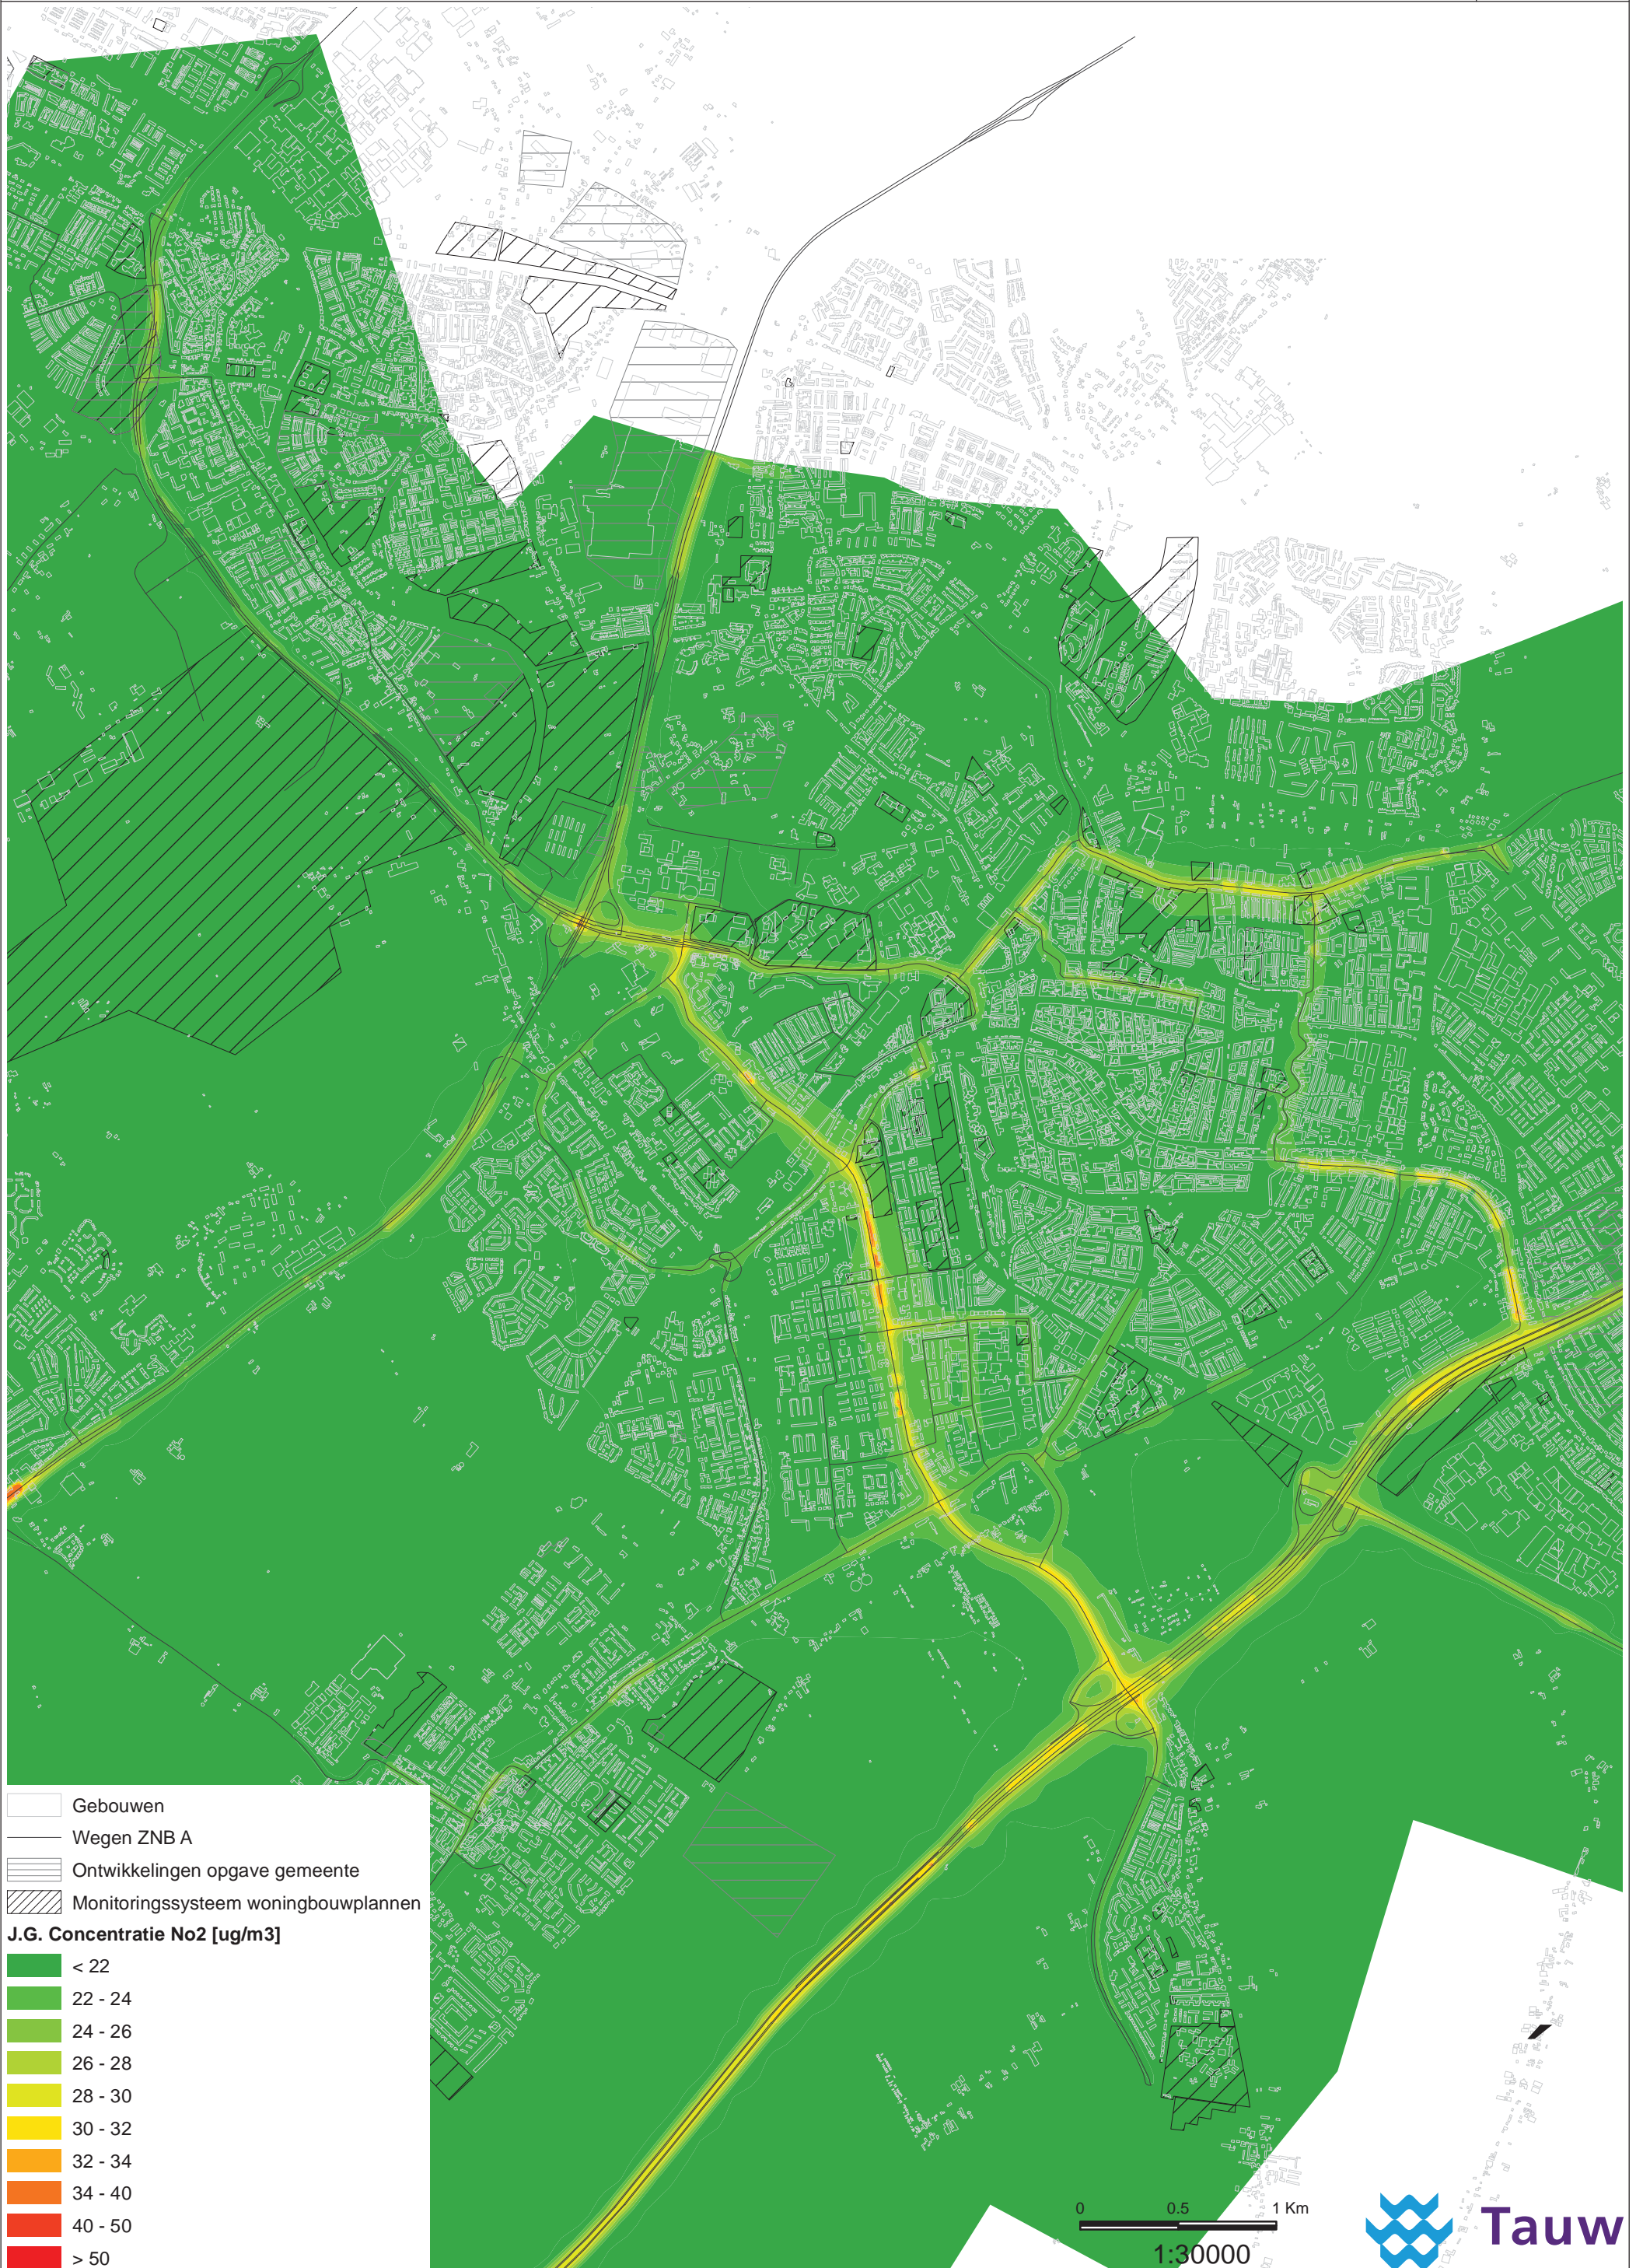 Gebouwen
Wegen ZNB A
Ontwikkelingen opgave gemeente
Monitoringssysteem woningbouwplannen
J.G. Concentratie No2 [ug/m3]
< 22
22 - 24
24 - 26
26 - 28
28 - 30
30 - 32
32 - 34
34 - 40
40 - 50
> 50
0 0.5 1 Km
1:30000
Tauw